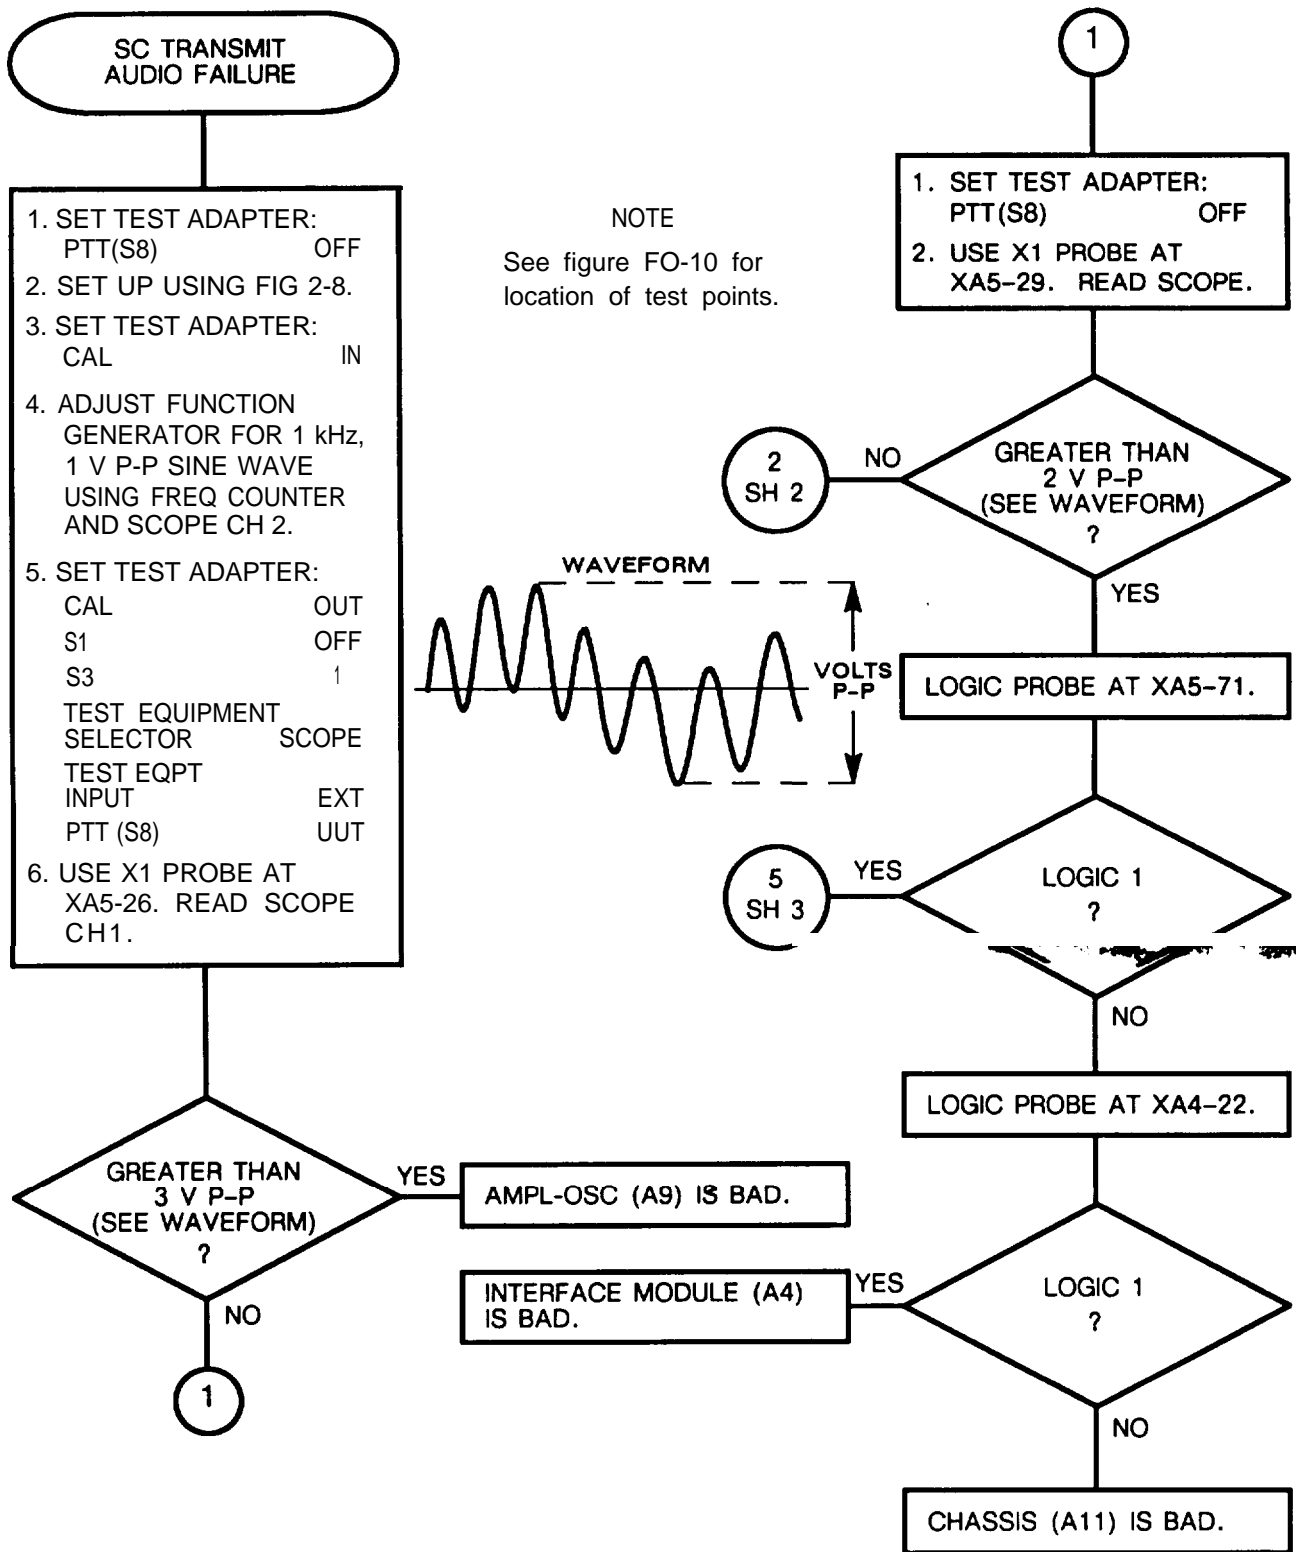 SC TRANSMIT
AUDIO FAILURE
1. SET TEST ADAPTER:
PTT(S8) OFF
2. SET UP USING FIG 2-8.
3. SET TEST ADAPTER:
CAL IN
4. ADJUST FUNCTION
GENERATOR FOR 1 kHz,
1 V P-P SINE WAVE
USING FREQ COUNTER
AND SCOPE CH 2.
5. SET TEST ADAPTER:
CAL OUT
S1 OFF
S3 1
TEST EQUIPMENT
SELECTOR SCOPE
TEST EQPT
INPUT EXT
PTT (S8) UUT
6. USE X1 PROBE AT
XA5-26. READ SCOPE
CH1.
GREATER THAN
3 V P-P
(SEE WAVEFORM)
?
YES
AMPL-OSC (A9) IS BAD.
NO
1
NOTE
See figure FO-10 for
location of test points.
WAVEFORM
VOLTS
P-P
1
1. SET TEST ADAPTER:
PTT(S8) OFF
2. USE X1 PROBE AT
XA5-29. READ SCOPE.
GREATER THAN
2 V P-P
(SEE WAVEFORM)
?
NO
2
SH 2
YES
LOGIC PROBE AT XA5-71.
LOGIC 1
?
YES
5
SH 3
NO
LOGIC PROBE AT XA4-22.
LOGIC 1
?
YES
INTERFACE MODULE (A4)
IS BAD.
NO
CHASSIS (A11) IS BAD.